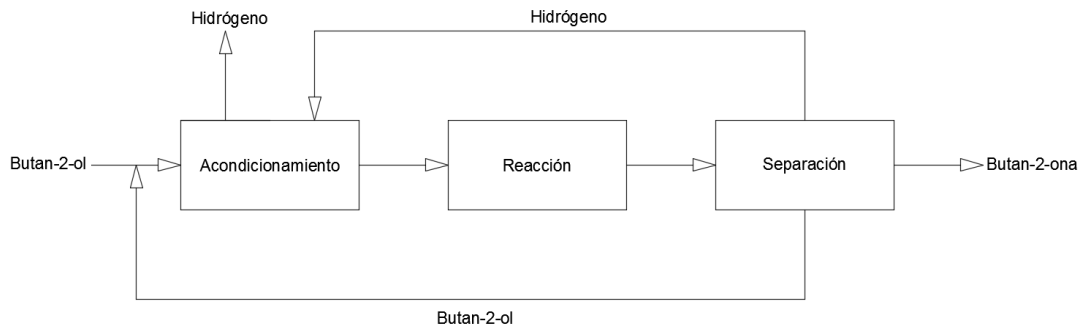 Hidrógeno
Hidrógeno
Butan-2-ol
Acondicionamiento
Reacción
Separación
Butan-2-ona
Butan-2-ol